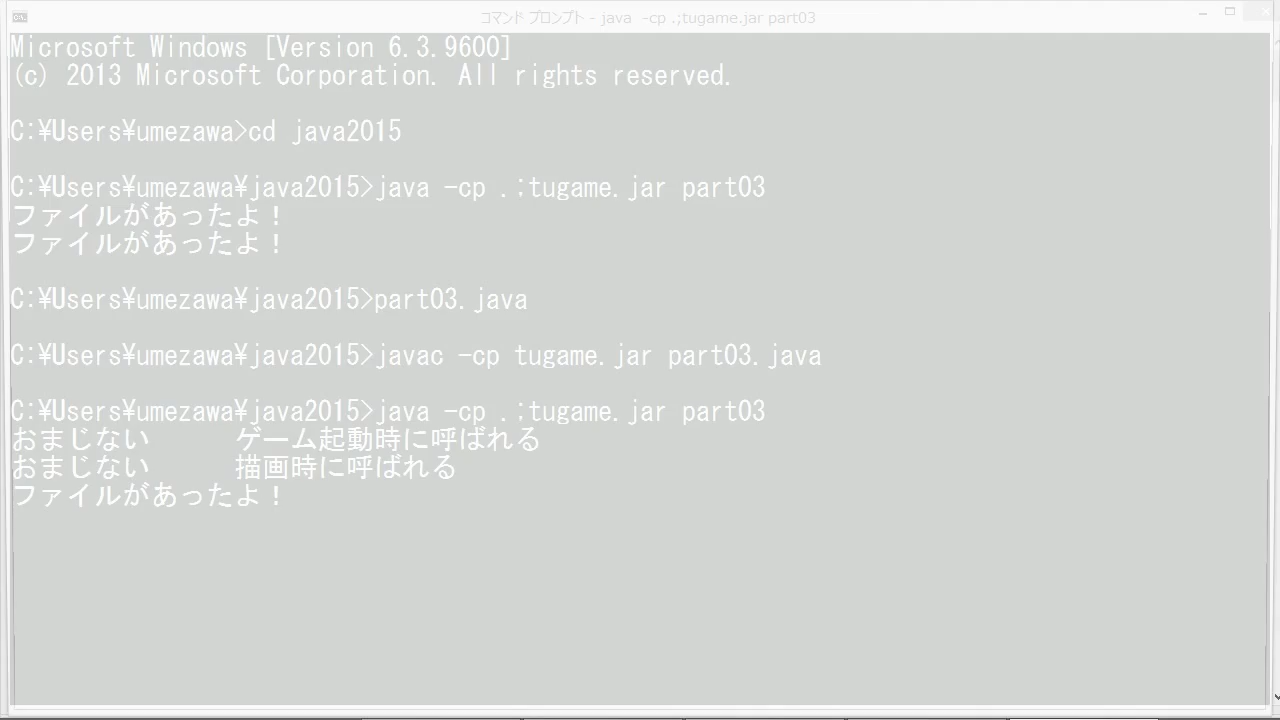 コマンド プロンプト - java  -cp .;tugame.jar part03
Microsoft Windows [Version 6.3.9600]
(c) 2013 Microsoft Corporation. All rights reserved.
C:¥Users¥umezawa>cd java2015
C:¥Users¥umezawa¥java2015>java -cp .;tugame.jar part03
ファイルがあったよ！
ファイルがあったよ！
C:¥Users¥umezawa¥java2015>part03.java
C:¥Users¥umezawa¥java2015>javac -cp tugame.jar part03.java
C:¥Users¥umezawa¥java2015>java -cp .;tugame.jar part03
おまじない      ゲーム起動時に呼ばれる
おまじない      描画時に呼ばれる
ファイルがあったよ！